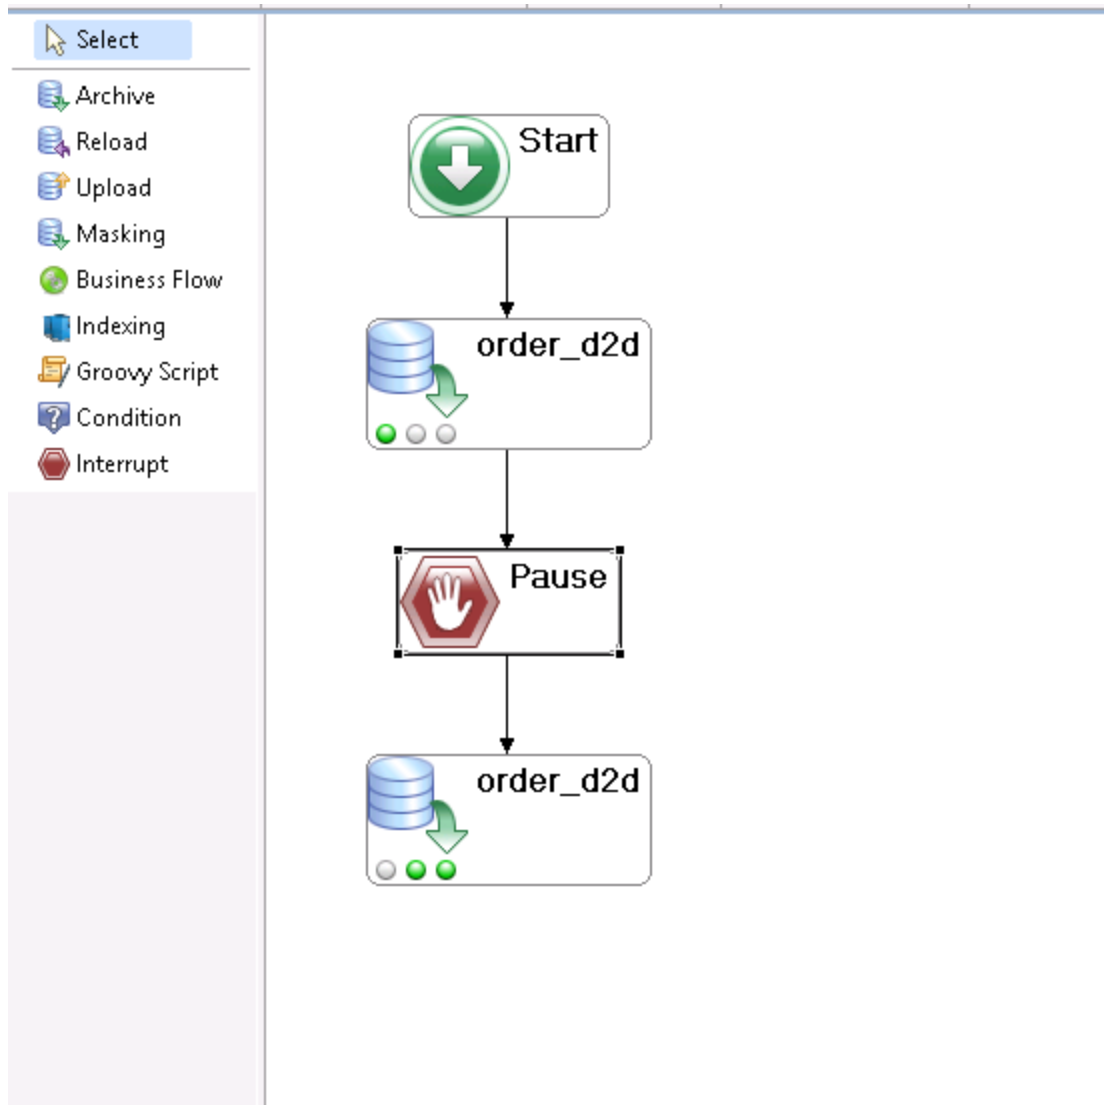 Select
Archive
Reload
Upload
Masking
Business Flow
Indexing
Groovy Script
Condition
Interrupt
Start
order_d2d
Pause
order_d2d